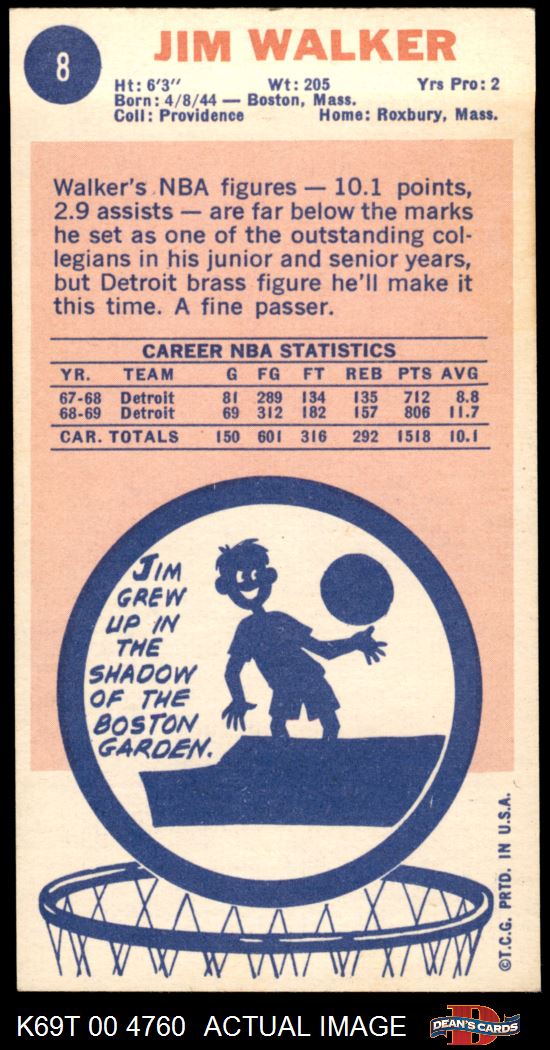 8
JIM WALKER
Ht: 6'3" Wt: 205 Yrs Pro: 2
Born: 4/8/44 — Boston, Mass.
Coll: Providence Home: Roxbury, Mass.
Walker's NBA figures — 10.1 points,
2.9 assists — are far below the marks
he set as one of the outstanding col-
legians in his junior and senior years,
but Detroit brass figure he'll make it
this time. A fine passer.
CAREER NBA STATISTICS
YR. TEAM G FG FT REB PTS AVG
67-68 Detroit 81 289 134 135 712 8.8
68-69 Detroit 69 312 182 157 806 11.7
CAR. TOTALS 150 601 316 292 1518 10.1
JIM
GREW
UP IN
THE
SHADOW
OF THE
BOSTON
GARDEN.
©T.C.G. PRTD. IN U.S.A.
K69T 00 4760 ACTUAL IMAGE
D
DEAN'S CARDS